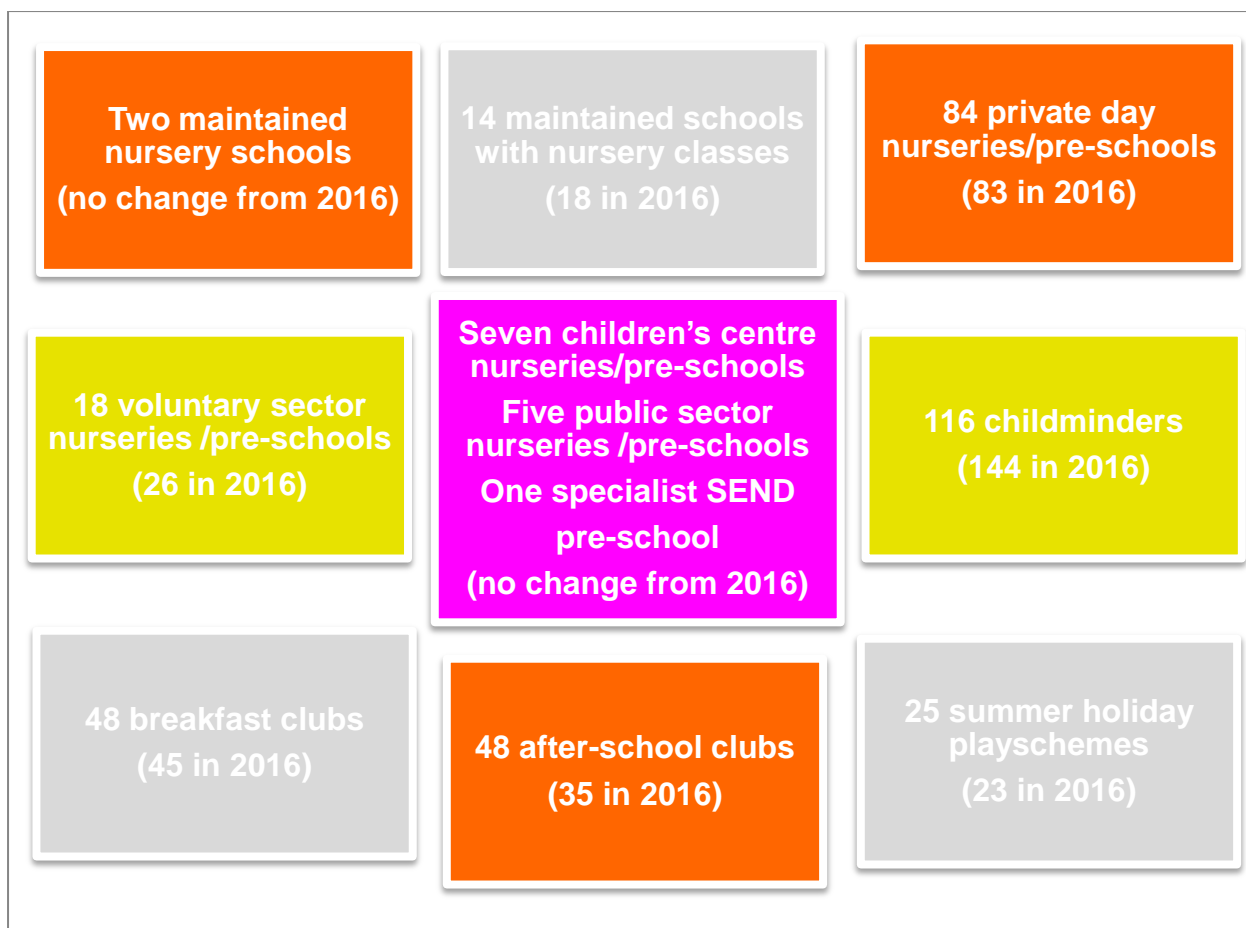 Two maintained
nursery schools
(no change from 2016)
14 maintained schools
with nursery classes
(18 in 2016)
84 private day
nurseries/pre-schools
(83 in 2016)
18 voluntary sector
nurseries /pre-schools
(26 in 2016)
Seven children’s centre
nurseries/pre-schools
Five public sector
nurseries /pre-schools
One specialist SEND
pre-school
(no change from 2016)
116 childminders
(144 in 2016)
48 breakfast clubs
(45 in 2016)
48 after-school clubs
(35 in 2016)
25 summer holiday
playschemes
(23 in 2016)